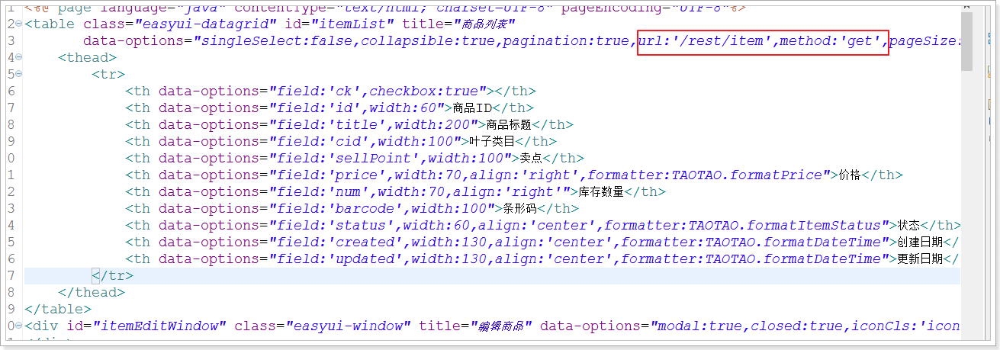 1 <%@ page language="java" contentType="text/html; charset=UTF-8" pageEncoding="UTF-8"%>
2 <table class="easyui-datagrid" id="itemList" title="商品列表"
3 data-options="singleSelect:false,collapsible:true,pagination:true,url:'/rest/item',method:'get',pageSize:
4 <thead>
5 <tr>
6 <th data-options="field:'ck',checkbox:true"></th>
7 <th data-options="field:'id',width:60">商品ID</th>
8 <th data-options="field:'title',width:200">商品标题</th>
9 <th data-options="field:'cid',width:100">叶子类目</th>
0 <th data-options="field:'sellPoint',width:100">卖点</th>
1 <th data-options="field:'price',width:70,align:'right',formatter:TAOTAO.formatPrice">价格</th>
2 <th data-options="field:'num',width:70,align:'right'">库存数量</th>
3 <th data-options="field:'barcode',width:100">条形码</th>
4 <th data-options="field:'status',width:60,align:'center',formatter:TAOTAO.formatItemStatus">状态</th>
5 <th data-options="field:'created',width:130,align:'center',formatter:TAOTAO.formatDateTime">创建日期</
6 <th data-options="field:'updated',width:130,align:'center',formatter:TAOTAO.formatDateTime">更新日期</
7 </tr>
8 </thead>
9 </table>
0 <div id="itemEditWindow" class="easyui-window" title="编辑商品" data-options="modal:true,closed:true,iconCls:'icon